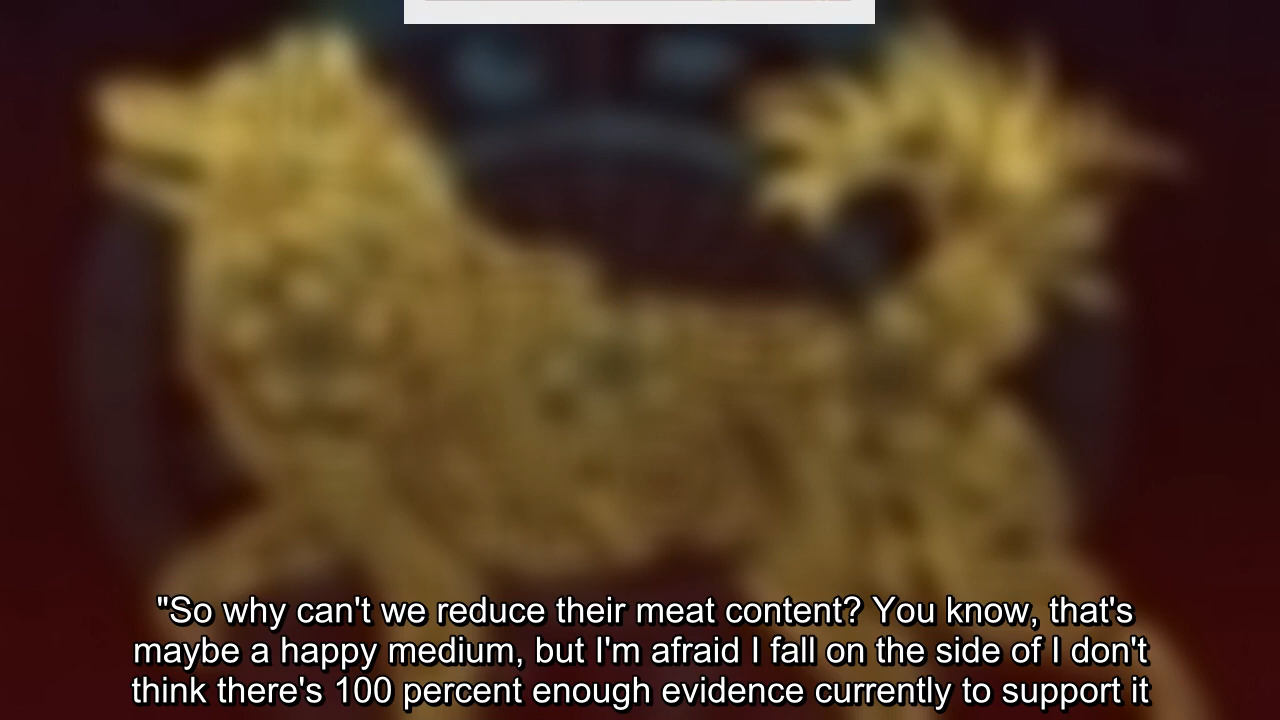 "So why can't we reduce their meat content? You know, that's
maybe a happy medium, but I'm afraid I fall on the side of I don't
think there's 100 percent enough evidence currently to support it